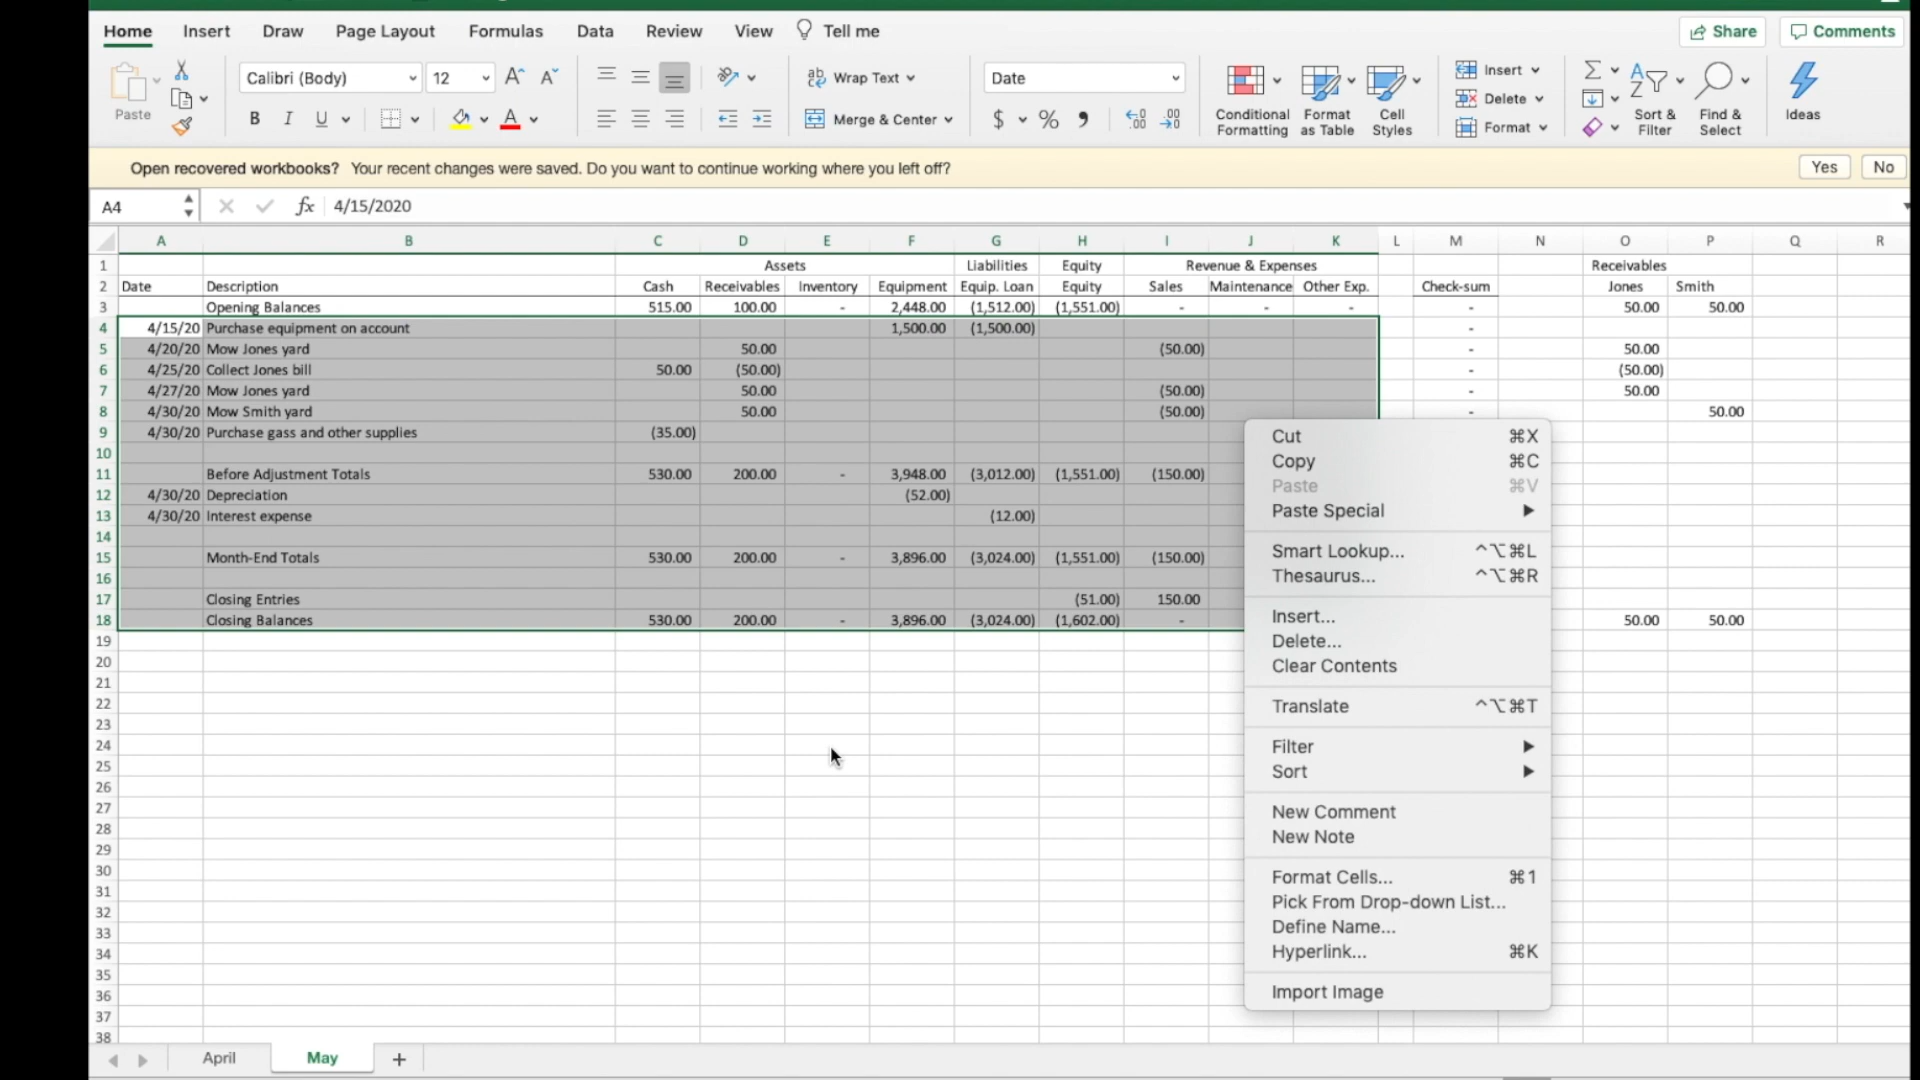 Home Insert Draw Page Layout Formulas Data Review View Tell me Share Comments
Calibri (Body) 12 Wrap Text Date Insert
Paste Delete
B I U A Merge & Center $ % Conditional Formatting Format as Table Cell Styles Format Sort & Filter Find & Select Ideas
Open recovered workbooks? Your recent changes were saved. Do you want to continue working where you left off? Yes No
A4 fx 4/15/2020
A B C D E F G H I J K L M N O P Q R
1 Assets Liabilities Equity Revenue & Expenses Receivables
2 Date Description Cash Receivables Inventory Equipment Equip. Loan Equity Sales Maintenance Other Exp. Check-sum Jones Smith
3 Opening Balances 515.00 100.00 - 2,448.00 (1,512.00) (1,551.00) - - - - 50.00 50.00
4 4/15/20 Purchase equipment on account 1,500.00 (1,500.00) -
5 4/20/20 Mow Jones yard 50.00 (50.00) - 50.00
6 4/25/20 Collect Jones bill 50.00 (50.00) - (50.00)
7 4/27/20 Mow Jones yard 50.00 (50.00) - 50.00
8 4/30/20 Mow Smith yard 50.00 (50.00) - 50.00
9 4/30/20 Purchase gass and other supplies (35.00)
10
11 Before Adjustment Totals 530.00 200.00 - 3,948.00 (3,012.00) (1,551.00) (150.00)
12 4/30/20 Depreciation (52.00)
13 4/30/20 Interest expense (12.00)
14
15 Month-End Totals 530.00 200.00 - 3,896.00 (3,024.00) (1,551.00) (150.00)
16
17 Closing Entries (51.00) 150.00
18 Closing Balances 530.00 200.00 - 3,896.00 (3,024.00) (1,602.00) - 50.00 50.00
19
20
21
22
23
24
25
26
27
28
29
30
31
32
33
34
35
36
37
38
Cut ⌘X
Copy ⌘C
Paste ⌘V
Paste Special
Smart Lookup... ^⌥⌘L
Thesaurus... ^⌥⌘R
Insert...
Delete...
Clear Contents
Translate ^⌥⌘T
Filter
Sort
New Comment
New Note
Format Cells... ⌘1
Pick From Drop-down List...
Define Name...
Hyperlink... ⌘K
Import Image
April May +